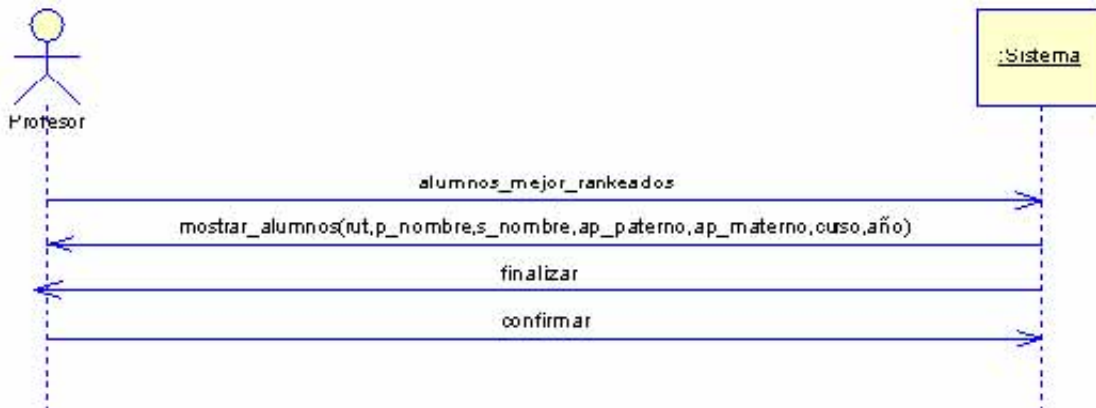 :Sistema
Profesor
alumnos_mejor_rankeados
mostrar_alumnos(rut,p_nombre,s_nombre,ap_paterno,ap_materno,curso,año)
finalizar
confirmar